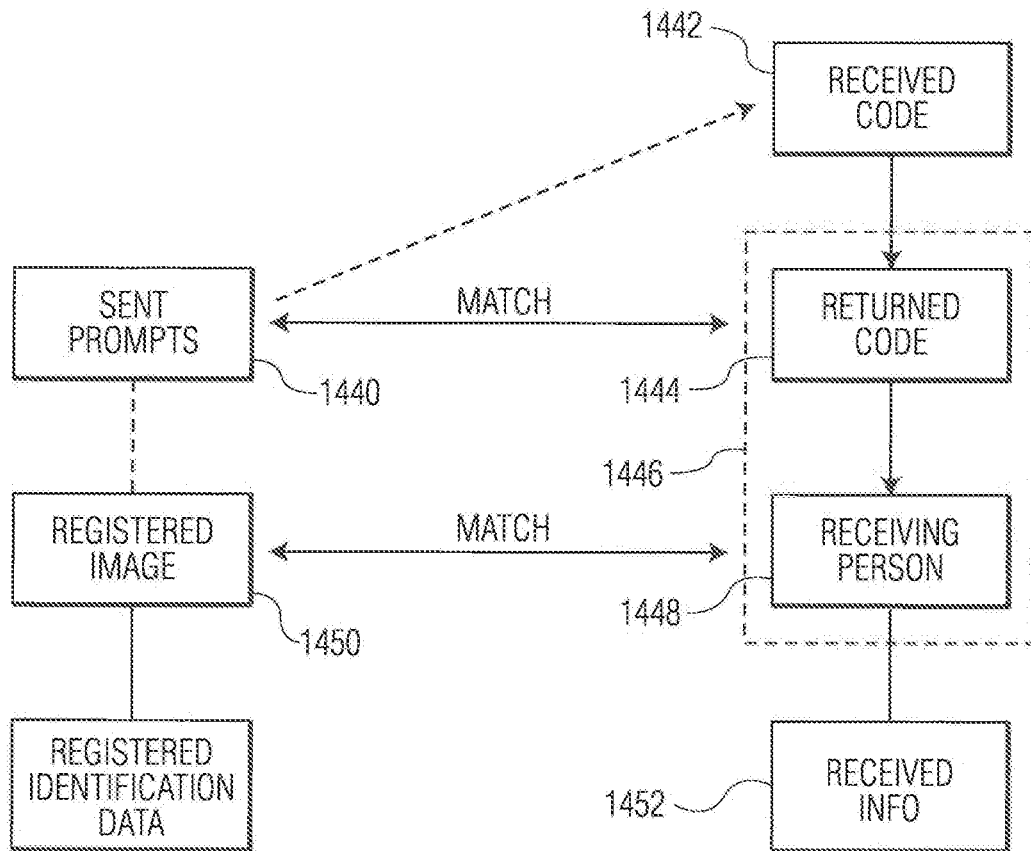 1442
RECEIVED
CODE
SENT
PROMPTS
1440
MATCH
RETURNED
CODE
1444
1446
REGISTERED
IMAGE
1450
MATCH
RECEIVING
PERSON
1448
REGISTERED
IDENTIFICATION
DATA
RECEIVED
INFO
1452